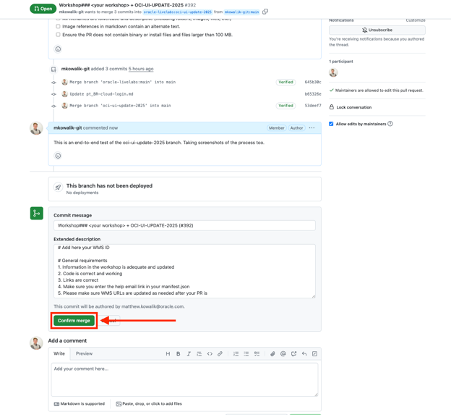 Open
Workshop### <your workshop> + OCI-UI-UPDATE-2025 #392
mkowalik-git wants to merge 3 commits into oracle-livelabs:oci-ui-update-2025 from mkowalik-git:main
Notifications
Customize
Image references in markdown must contain an alternate text.
Ensure the PR does not contain binary or install files and files larger than 100 MB.
Unsubscribe
You're receiving notifications because you authored the thread
1 participant
mkowalik-git added 3 commits 5 hours ago
Merge branch 'oracle-livelabs:main' into main
Verified
Update pi_DB-cloud-login.md
Merge branch "oci-ui-update-2025" into main
Verified
Maintainers are allowed to edit this pull request.
Lock conversation
Allow edits by maintainers
mkowalik-git commented now
Member
Author
This is an end-to-end test of the oci-ui-update-2025 branch. Taking screenshots of the process too.
This branch has not been deployed
No deployments
Commit message
Workshop### <your workshop> + OCI-UI-UPDATE-2025 (#392)
Extended description
# Add here your WMS ID
# General requirements
1. Information in the workshop is adequate and updated
2. Code is correct and working
3. Links are correct
4. Make sure you enter the help email link in your manifest.json
5. Please make sure WMS URLs are updated as needed after your PR is
This commit will be authored by matthew.kowalik@oracle.com.
Confirm merge
Add a comment
Write
Preview
Add your comment here...
Markdown is supported
Paste, drop, or click to add files